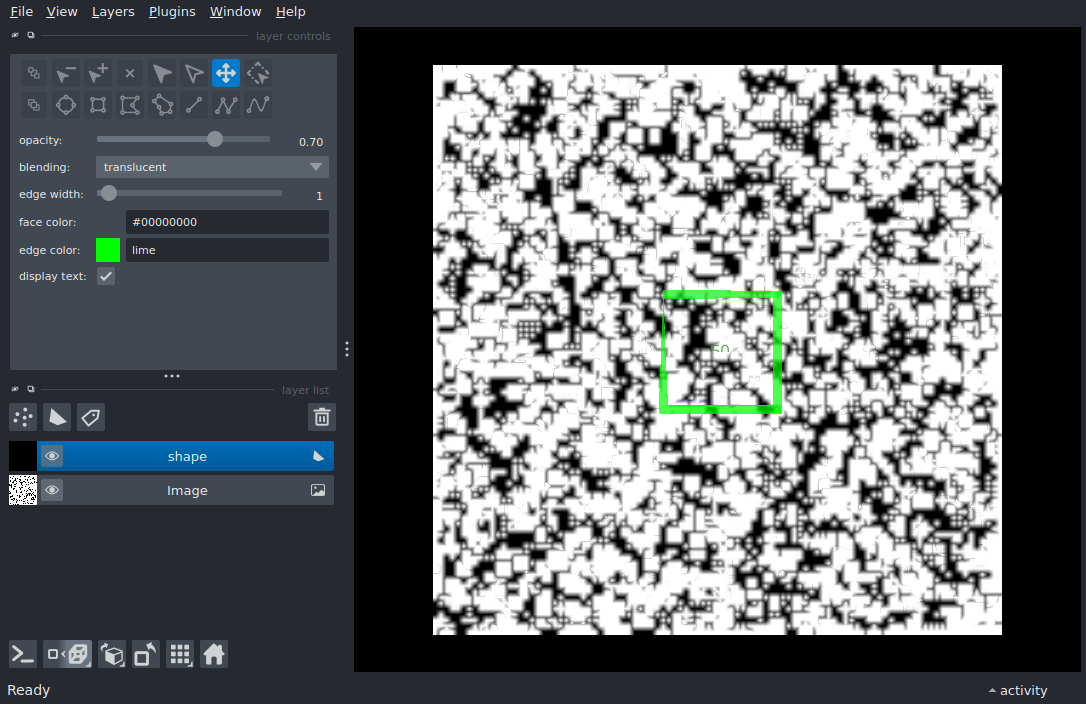 File View Layers Plugins Window Help
layer controls
opacity: 0.70
blending: translucent
edge width: 1
face color: #00000000
edge color: lime
display text:
layer list
shape
Image
Ready
activity